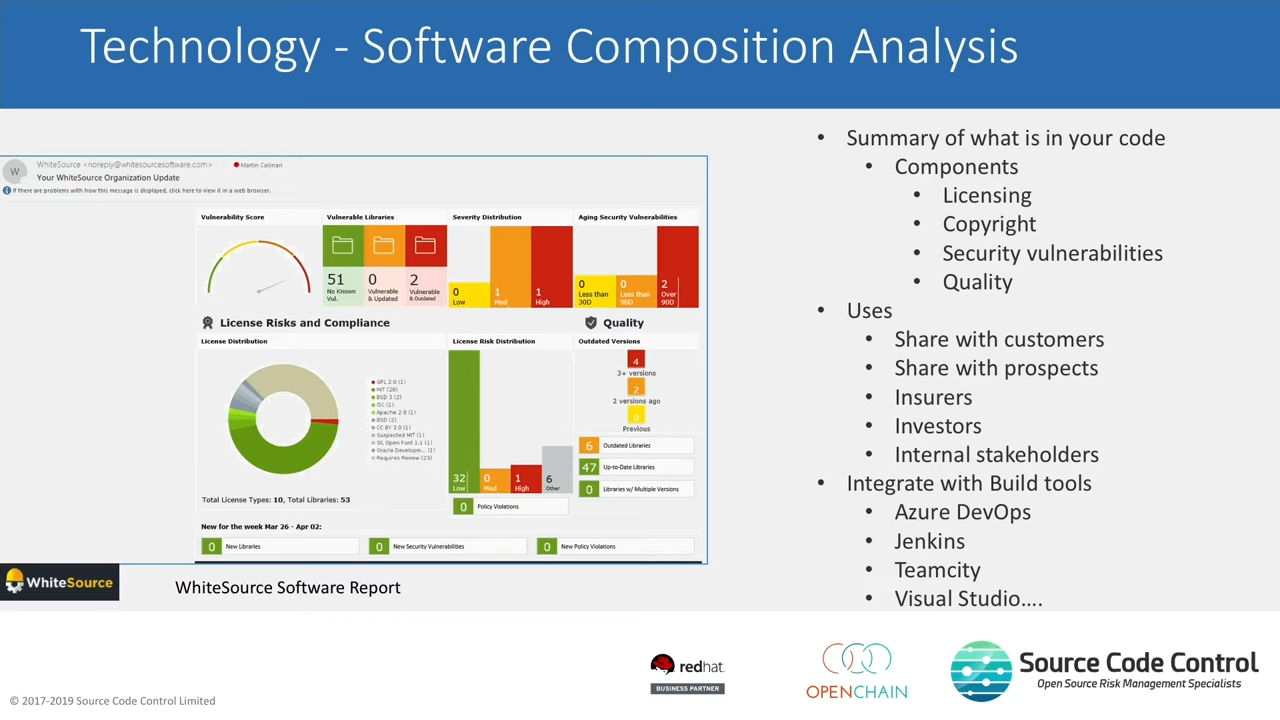 Technology - Software Composition Analysis
W
WhiteSource <noreply@whitesourcesoftware.com>
Martin Callinan
Your WhiteSource Organization Update
If there are problems with how this message is displayed, click here to view it in a web browser.
Vulnerability Score
Vulnerable Libraries
Severity Distribution
Aging Security Vulnerabilities
51
No Known
Vul.
0
Vulnerable
& Updated
2
Vulnerable
& Outdated
0
Low
1
Med
1
High
0
Less than
30D
0
Less than
90D
2
Over
90D
License Risks and Compliance
Quality
License Distribution
License Risk Distribution
Outdated Versions
GPL 2.0 (1)
MIT (28)
BSD 3 (2)
ISC (1)
Apache 2.0 (1)
BSD (2)
CC BY 3.0 (1)
Suspected MIT (1)
SIL Open Font 1.1 (1)
Oracle Developm... (1)
Requires Review (23)
Total License Types: 10, Total Libraries: 53
32
Low
0
Med
1
High
6
Other
0 Policy Violations
4
3+ versions
2
2 versions ago
0
Previous
6 Outdated Libraries
47 Up-to-Date Libraries
0 Libraries w/ Multiple Versions
New for the week Mar 26 - Apr 02:
0 New Libraries
0 New Security Vulnerabilities
0 New Policy Violations
WhiteSource
WhiteSource Software Report
• Summary of what is in your code
• Components
• Licensing
• Copyright
• Security vulnerabilities
• Quality
• Uses
• Share with customers
• Share with prospects
• Insurers
• Investors
• Internal stakeholders
• Integrate with Build tools
• Azure DevOps
• Jenkins
• Teamcity
• Visual Studio....
redhat.
BUSINESS PARTNER
OPENCHAIN
Source Code Control
Open Source Risk Management Specialists
© 2017-2019 Source Code Control Limited